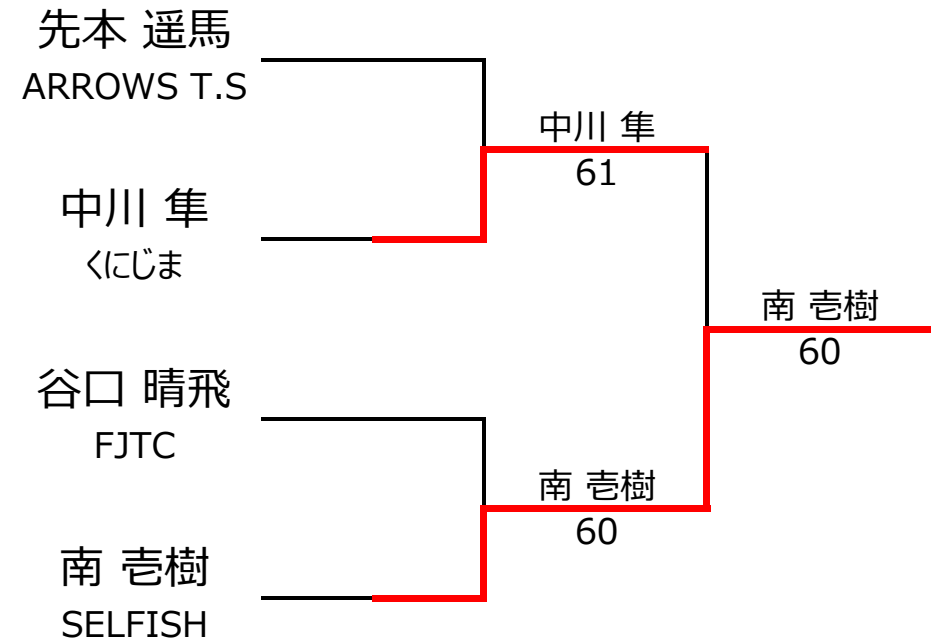 先本 遥馬
ARROWS T.S
中川 隼
くにじま
谷口 晴飛
FJTC
南 壱樹
SELFISH
中川 隼
61
南 壱樹
60
南 壱樹
60